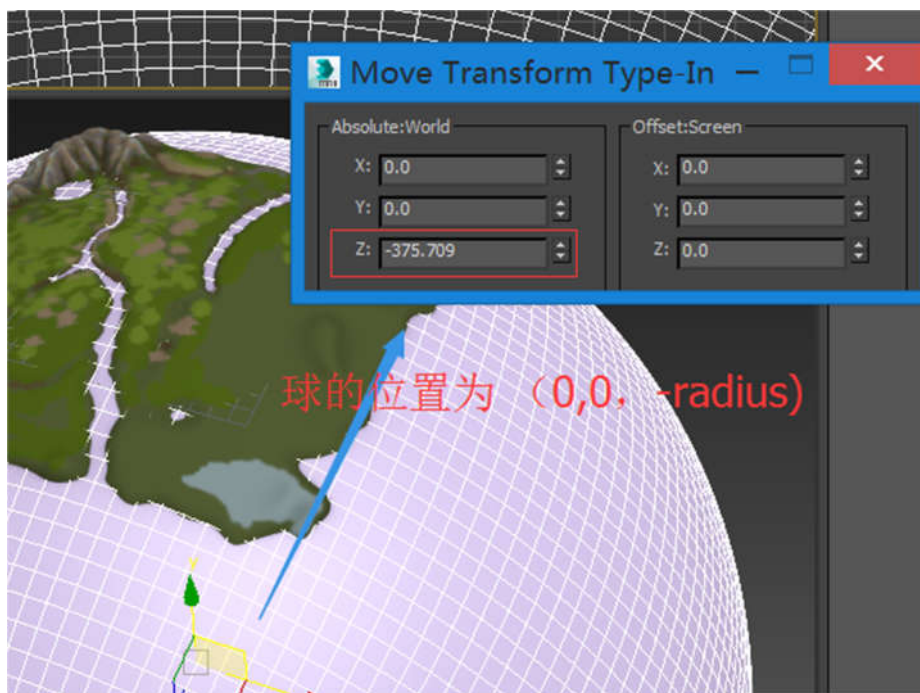 Move Transform Type-In
Absolute:World
Offset:Screen
X: 0.0
X: 0.0
Y: 0.0
Y: 0.0
Z: -375.709
Z: 0.0
球的位置为 （0,0，-radius)